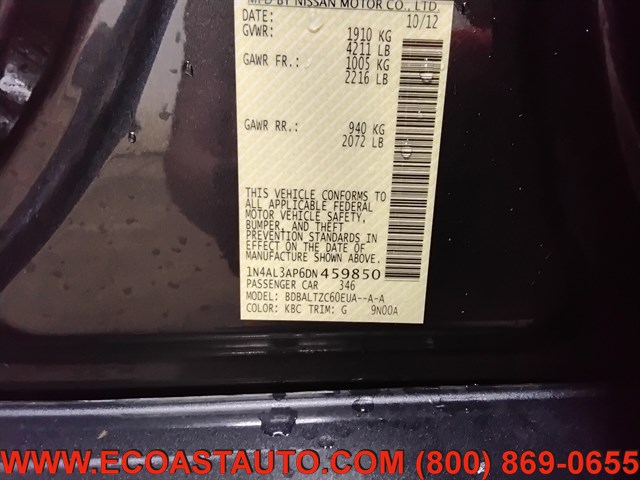 MFD BY NISSAN MOTOR CO., LTD.
DATE: 10/12
GVWR: 1910 KG
4211 LB
GAWR FR.: 1005 KG
2216 LB
GAWR RR.: 940 KG
2072 LB
THIS VEHICLE CONFORMS TO
ALL APPLICABLE FEDERAL
MOTOR VEHICLE SAFETY,
BUMPER, AND THEFT
PREVENTION STANDARDS IN
EFFECT ON THE DATE OF
MANUFACTURE SHOWN ABOVE.
1N4AL3AP6DN459850
PASSENGER CAR 346
MODEL: BDBALTZC60EUA--A-A
COLOR: KBC TRIM: G 9N00A
WWW.ECOASTAUTO.COM (800) 869-0655